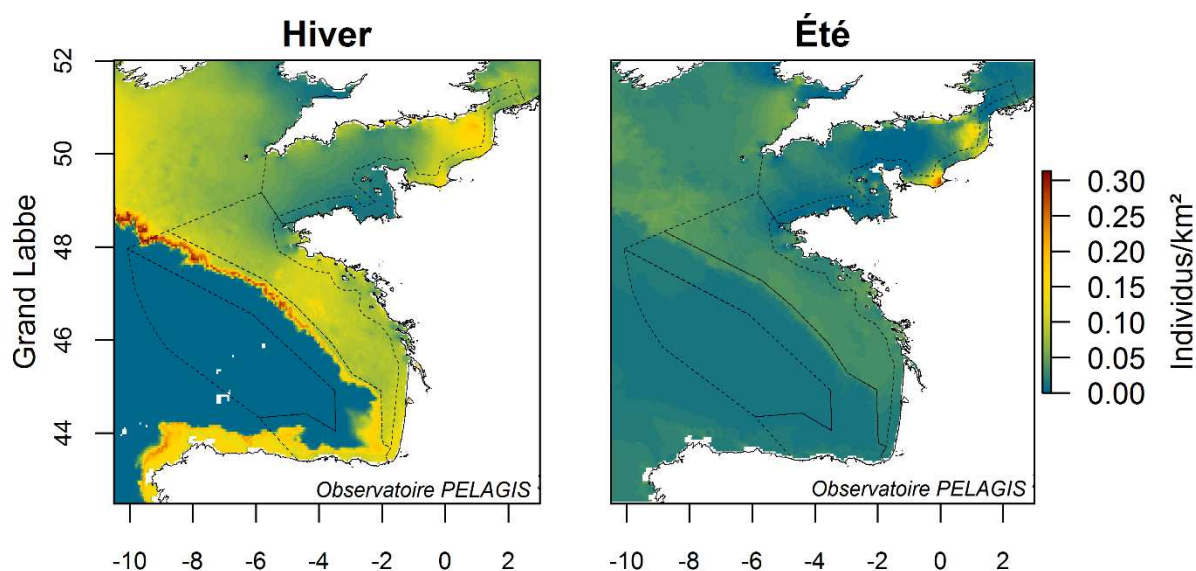 Hiver
Été
52
50
48
46
44
Grand Labbe
Observatoire PELAGIS
Observatoire PELAGIS
-10 -8 -6 -4 -2 0 2
-10 -8 -6 -4 -2 0 2
0.30
0.25
0.20
0.15
0.10
0.05
0.00
Individus/km²